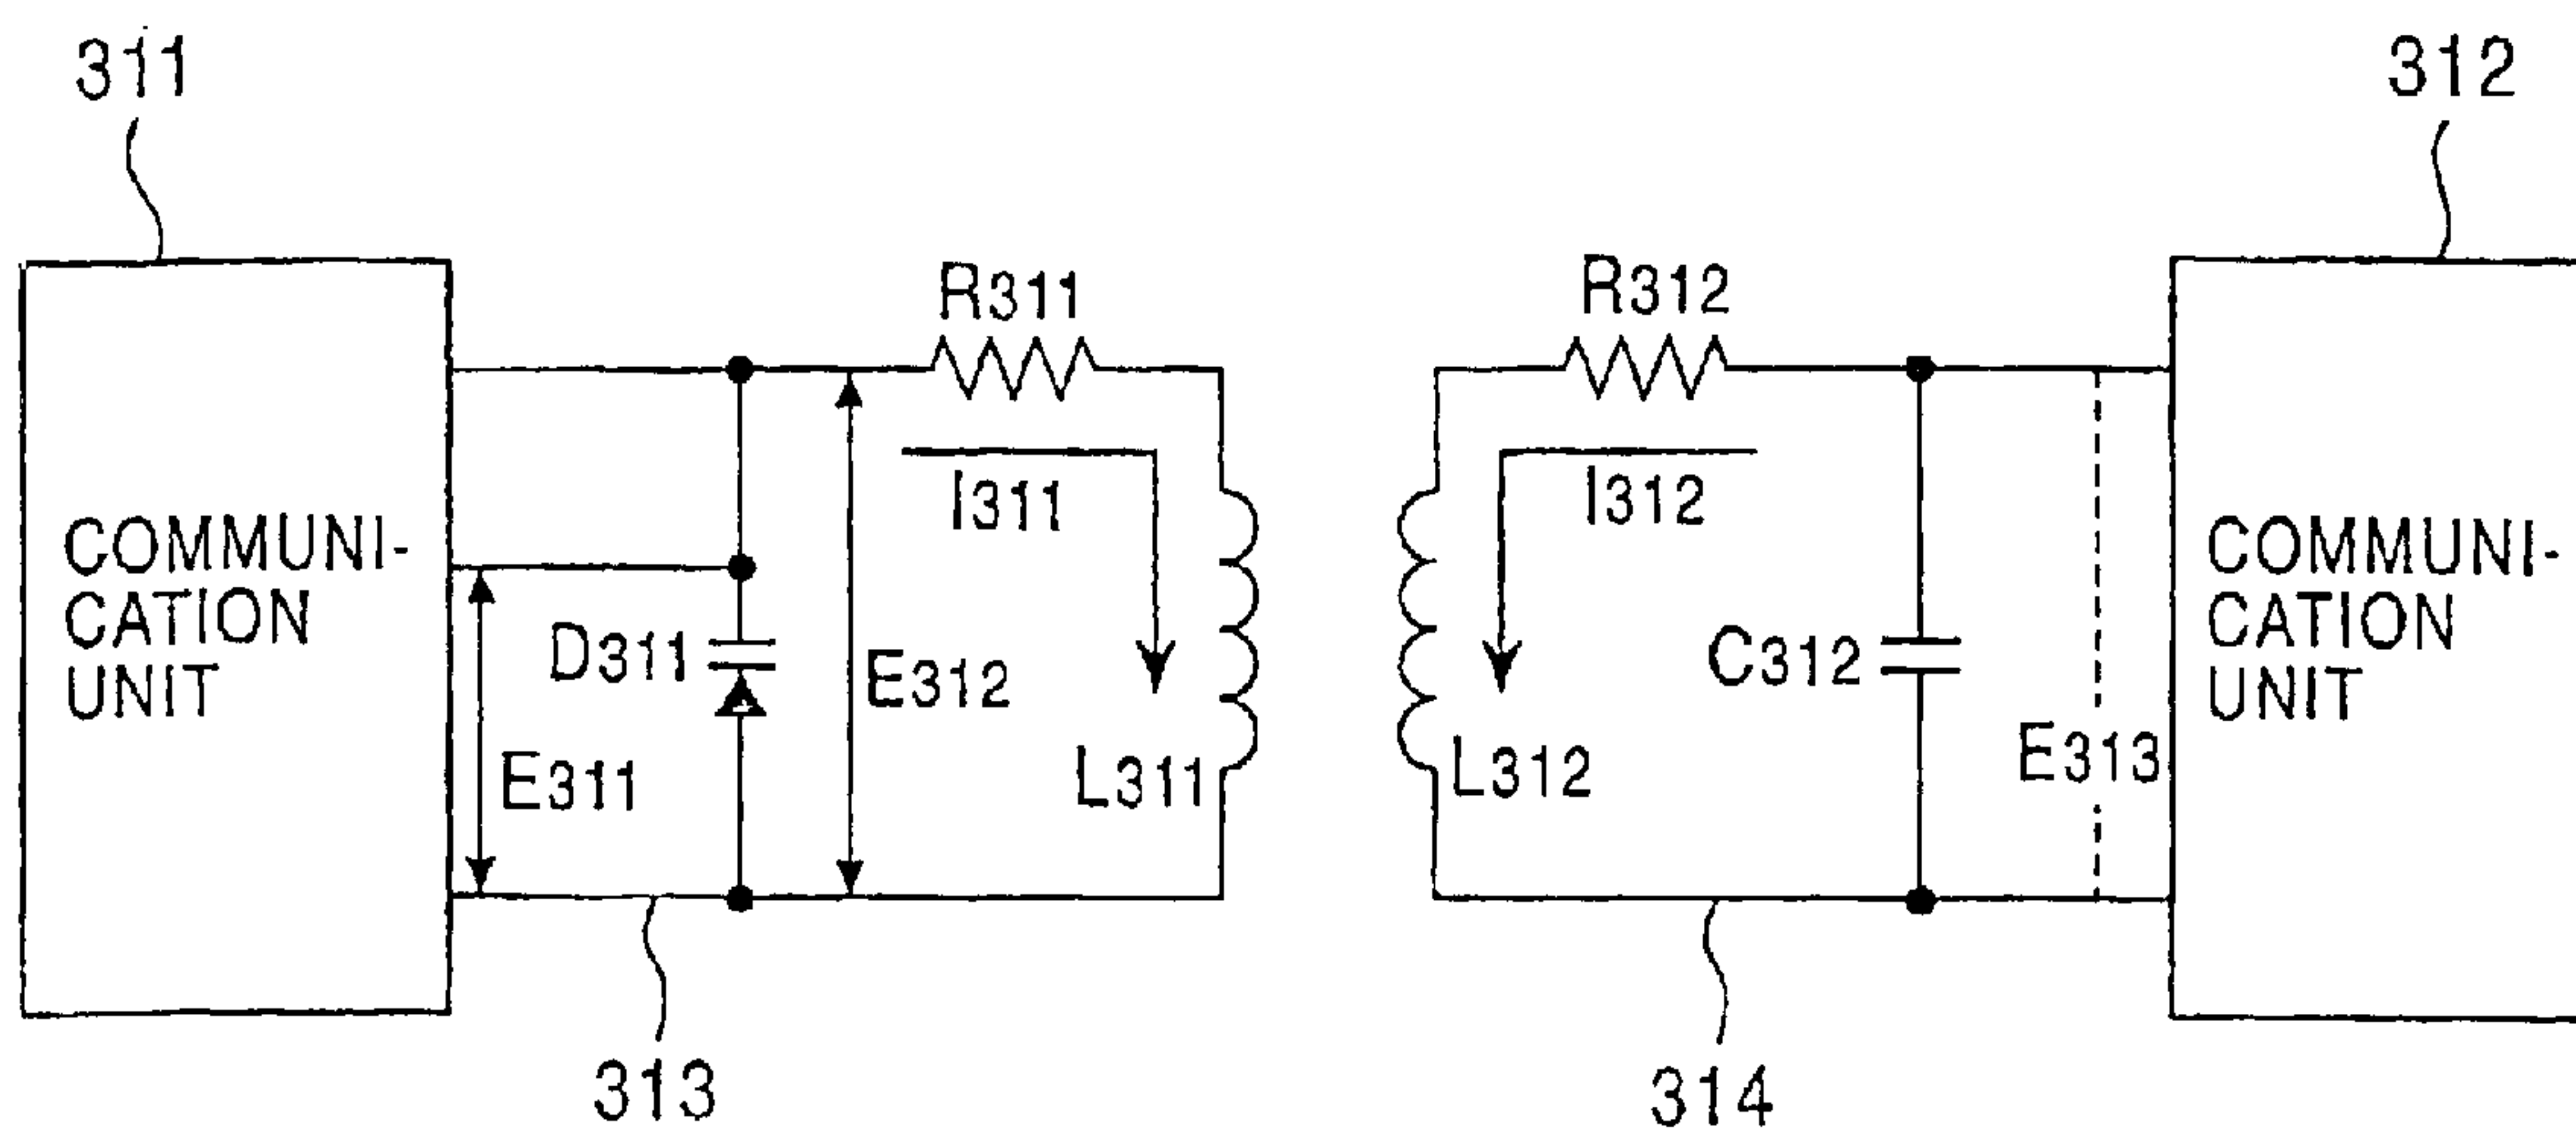 311
312
R311
R312
I311
I312
COMMUNI-
CATION
UNIT
D311
E312
E311
L311
L312
C312
E313
COMMUNI-
CATION
UNIT
313
314